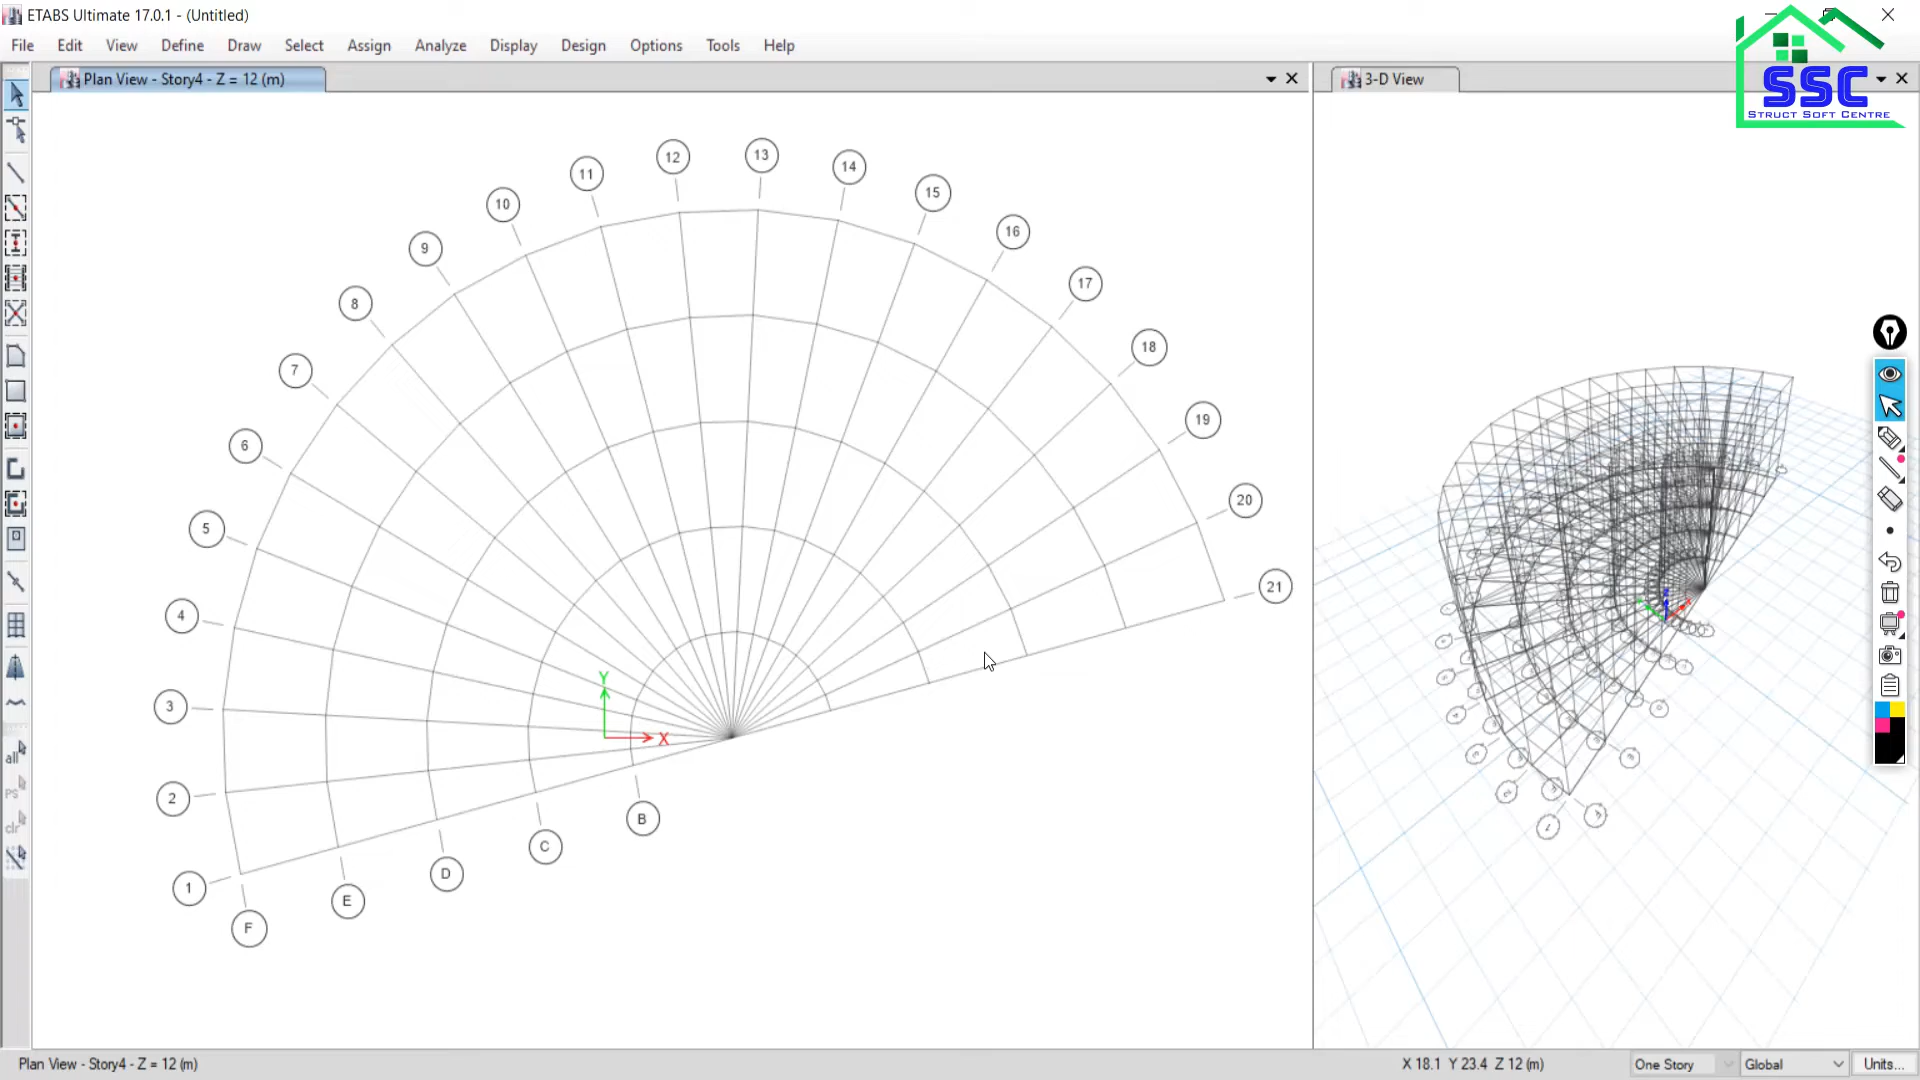 ETABS Ultimate 17.0.1 - (Untitled)
File Edit View Define Draw Select Assign Analyze Display Design Options Tools Help
Plan View - Story4 - Z = 12 (m)
3-D View
SSC
STRUCT SOFT CENTRE
13
12
14
11
15
10
16
9
17
8
18
7
19
6
20
5
21
4
Y
3
X
2
B
C
D
1
E
F
all
ps
clr
Plan View - Story4 - Z = 12 (m)
X 18.1 Y 23.4 Z 12 (m)
One Story
Global
Units...